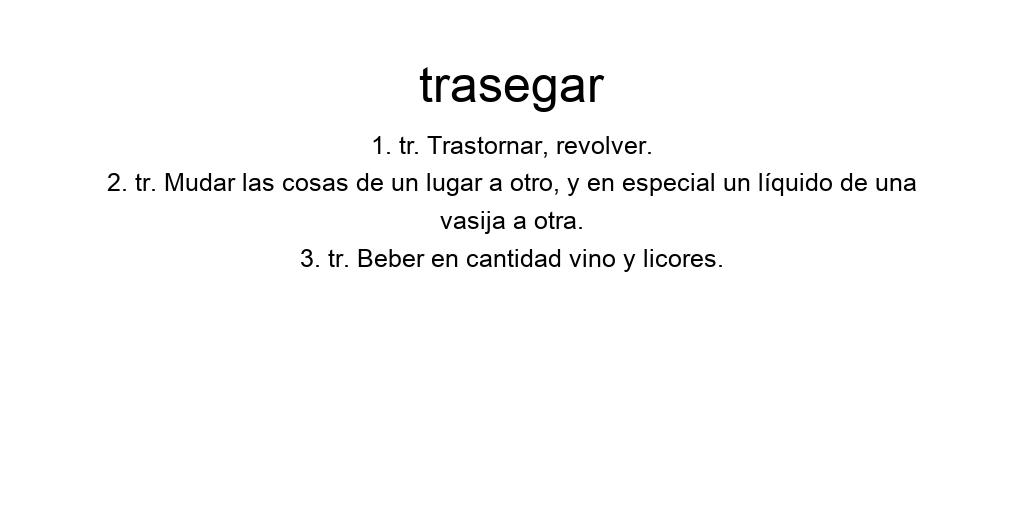 trasegar
1. tr. Trastornar, revolver.
2. tr. Mudar las cosas de un lugar a otro, y en especial un líquido de una
vasija a otra.
3. tr. Beber en cantidad vino y licores.